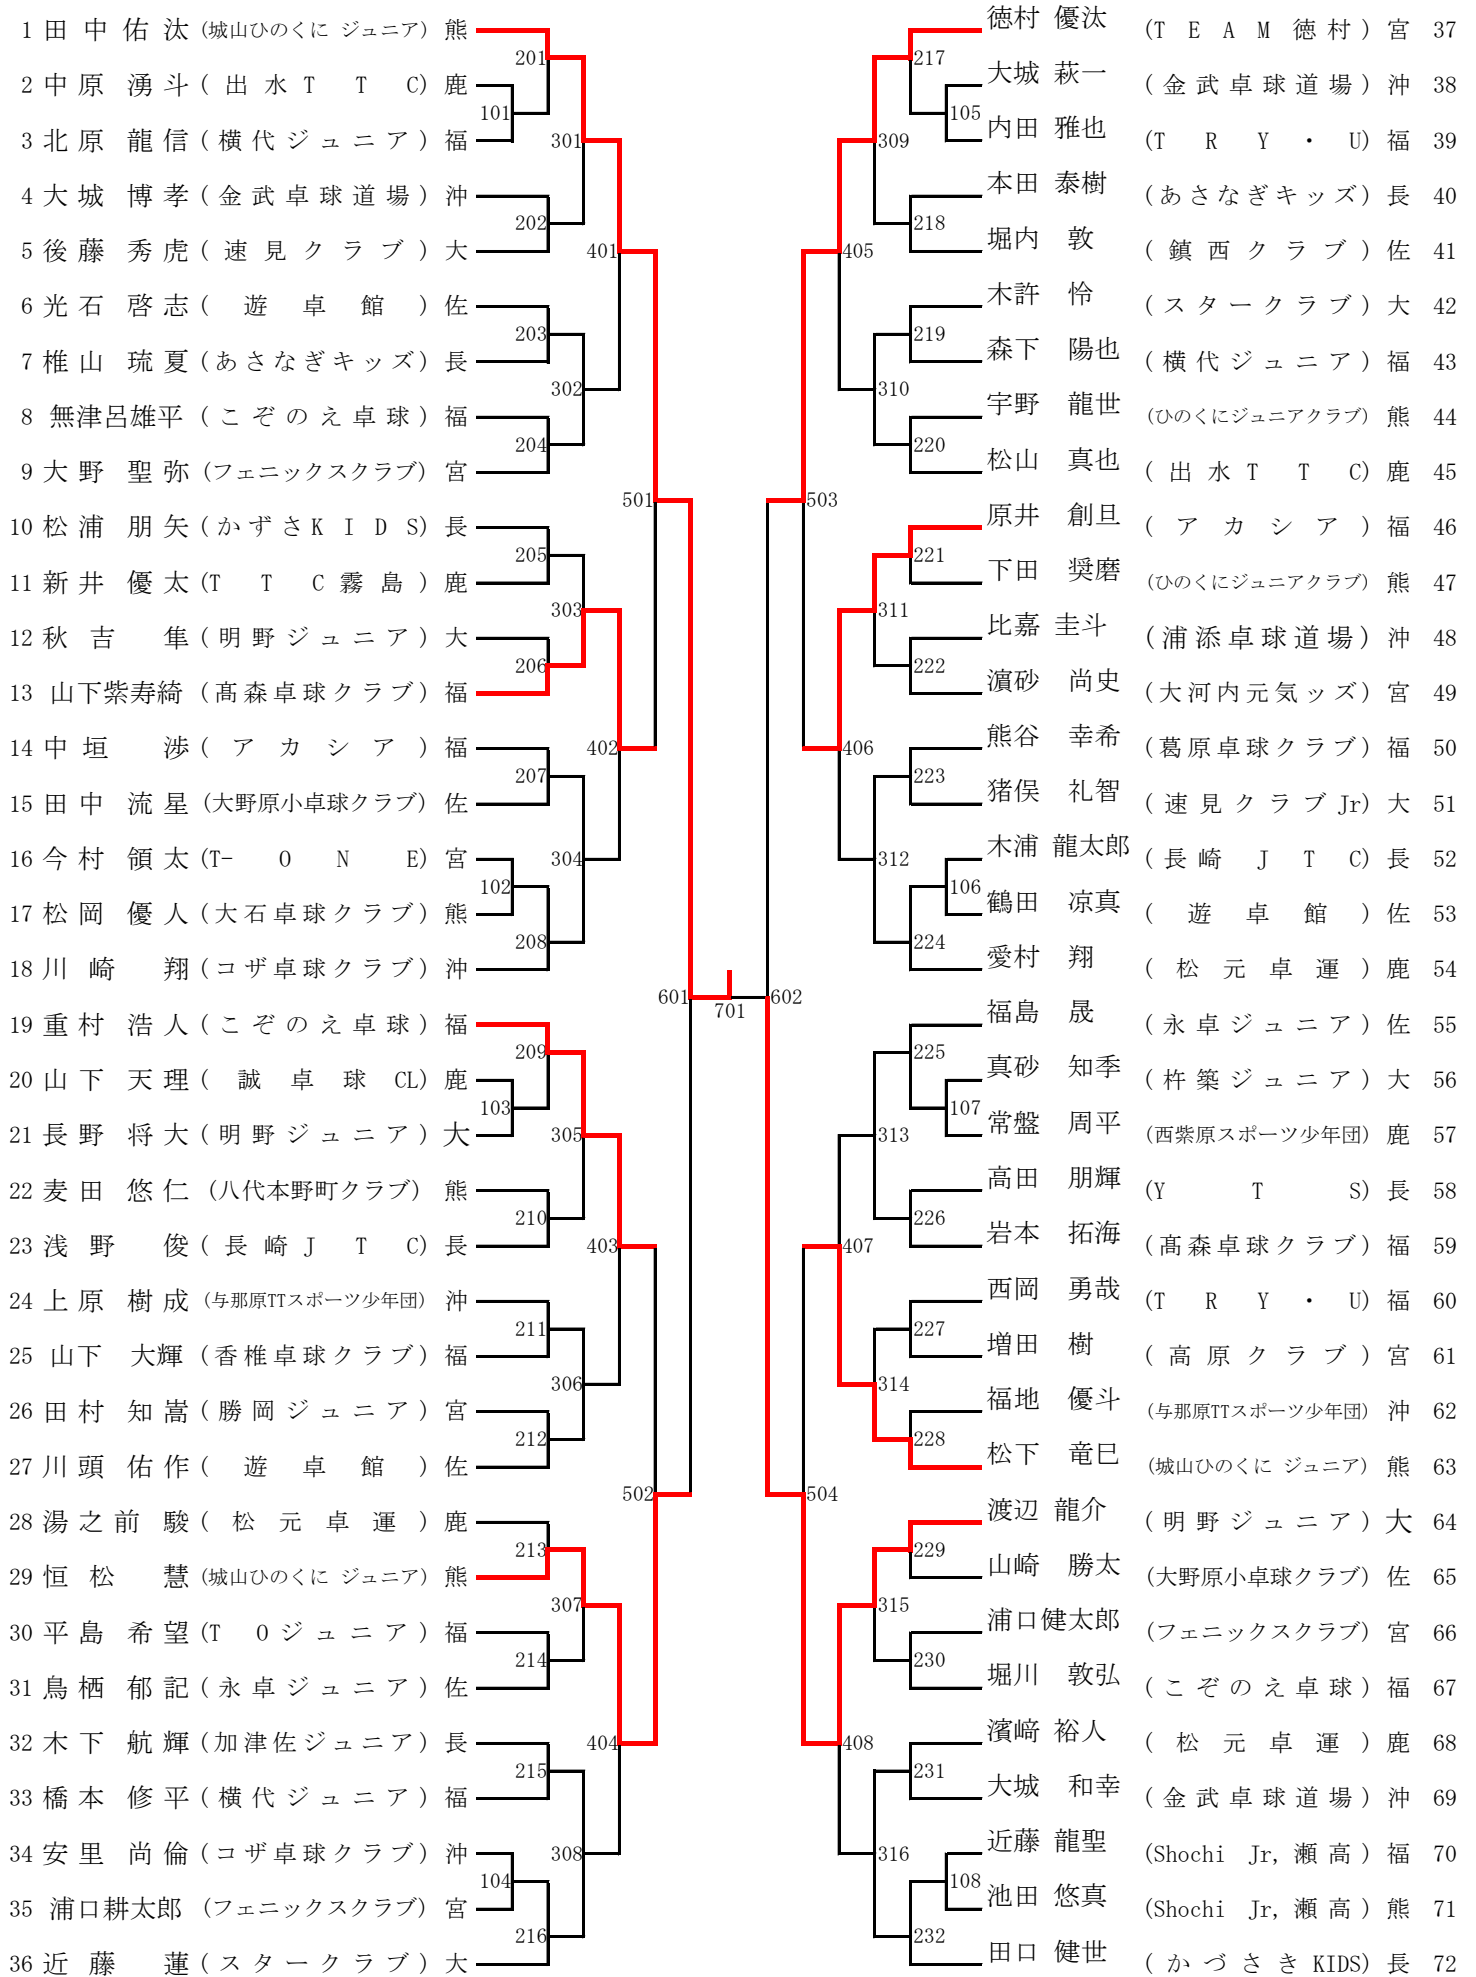 1 田中佑汰 (城山ひのくに ジュニア) 熊
2 中原 湧斗 (出水TTC) 鹿
3 北原 龍信 (横代ジュニア) 福
4 大城 博孝 (金武卓球道場) 沖
5 後藤 秀虎 (速見クラブ) 大
6 光石 啓志 (遊卓館) 佐
7 椎山 琉夏 (あさなぎキッズ) 長
8 無津呂雄平 (こぞのえ卓球) 福
9 大野 聖弥 (フェニックスクラブ) 宮
10 松浦 朋矢 (かずさKIDS) 長
11 新井 優太 (TTC霧島) 鹿
12 秋吉 隼 (明野ジュニア) 大
13 山下紫寿綺 (髙森卓球クラブ) 福
14 中垣 渉 (アカシア) 福
15 田中 流星 (大野原小卓球クラブ) 佐
16 今村 領太 (T-ONE) 宮
17 松岡 優人 (大石卓球クラブ) 熊
18 川崎 翔 (コザ卓球クラブ) 沖
19 重村 浩人 (こぞのえ卓球) 福
20 山下 天理 (誠卓球CL) 鹿
21 長野 将大 (明野ジュニア) 大
22 麦田 悠仁 (八代本野町クラブ) 熊
23 浅野 俊 (長崎JTC) 長
24 上原 樹成 (与那原TTスポーツ少年団) 沖
25 山下 大輝 (香椎卓球クラブ) 福
26 田村 知嵩 (勝岡ジュニア) 宮
27 川頭 佑作 (遊卓館) 佐
28 湯之前 駿 (松元卓運) 鹿
29 恒松 慧 (城山ひのくに ジュニア) 熊
30 平島 希望 (TOジュニア) 福
31 鳥栖 郁記 (永卓ジュニア) 佐
32 木下 航輝 (加津佐ジュニア) 長
33 橋本 修平 (横代ジュニア) 福
34 安里 尚倫 (コザ卓球クラブ) 沖
35 浦口耕太郎 (フェニックスクラブ) 宮
36 近藤 蓮 (スタークラブ) 大
101
102
103
104
201
202
203
204
205
206
207
208
209
210
211
212
213
214
215
216
301
302
303
304
305
306
307
308
401
402
403
404
501
502
601
701
602
503
504
405
406
407
408
309
310
311
312
313
314
315
316
217
218
219
220
221
222
223
224
225
226
227
228
229
230
231
232
105
106
107
108
徳村 優汰 (TEAM徳村) 宮 37
大城 萩一 (金武卓球道場) 沖 38
内田 雅也 (TRY・U) 福 39
本田 泰樹 (あさなぎキッズ) 長 40
堀内 敦 (鎮西クラブ) 佐 41
木許 怜 (スタークラブ) 大 42
森下 陽也 (横代ジュニア) 福 43
宇野 龍世 (ひのくにジュニアクラブ) 熊 44
松山 真也 (出水TTC) 鹿 45
原井 創旦 (アカシア) 福 46
下田 奨磨 (ひのくにジュニアクラブ) 熊 47
比嘉 圭斗 (浦添卓球道場) 沖 48
濵砂 尚史 (大河内元気ッズ) 宮 49
熊谷 幸希 (葛原卓球クラブ) 福 50
猪俣 礼智 (速見クラブJr) 大 51
木浦 龍太郎 (長崎JTC) 長 52
鶴田 凉真 (遊卓館) 佐 53
愛村 翔 (松元卓運) 鹿 54
福島 晟 (永卓ジュニア) 佐 55
真砂 知季 (杵築ジュニア) 大 56
常盤 周平 (西紫原スポーツ少年団) 鹿 57
高田 朋輝 (YTS) 長 58
岩本 拓海 (髙森卓球クラブ) 福 59
西岡 勇哉 (TRY・U) 福 60
増田 樹 (高原クラブ) 宮 61
福地 優斗 (与那原TTスポーツ少年団) 沖 62
松下 竜巳 (城山ひのくに ジュニア) 熊 63
渡辺 龍介 (明野ジュニア) 大 64
山崎 勝太 (大野原小卓球クラブ) 佐 65
浦口健太郎 (フェニックスクラブ) 宮 66
堀川 敦弘 (こぞのえ卓球) 福 67
濱﨑 裕人 (松元卓運) 鹿 68
大城 和幸 (金武卓球道場) 沖 69
近藤 龍聖 (Shochi Jr,瀬高) 福 70
池田 悠真 (Shochi Jr,瀬高) 熊 71
田口 健世 (かづさきKIDS) 長 72